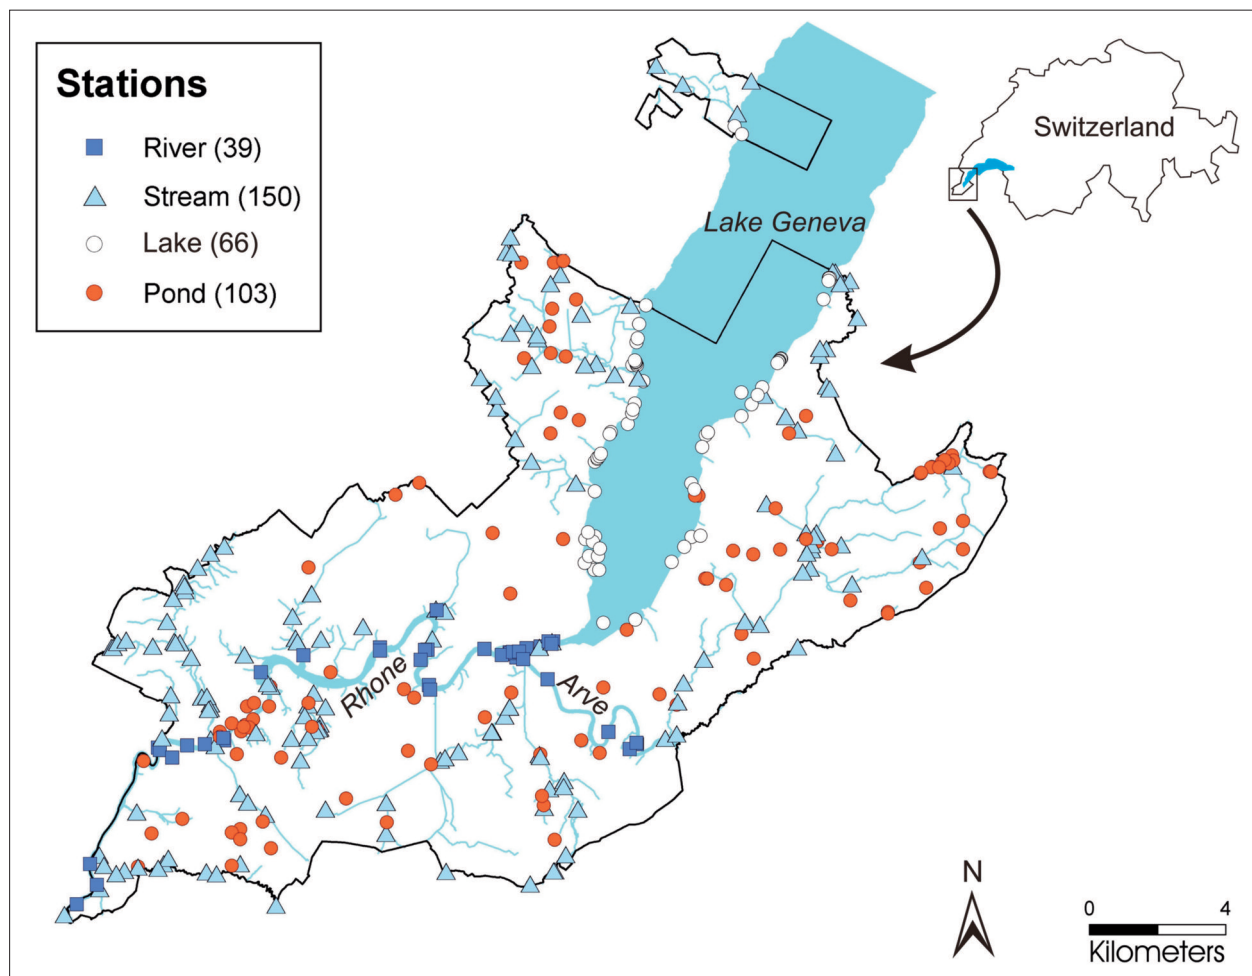 Stations
River (39)
Stream (150)
Lake (66)
Pond (103)
Switzerland
Lake Geneva
Rhone
Arve
N
0 4
Kilometers